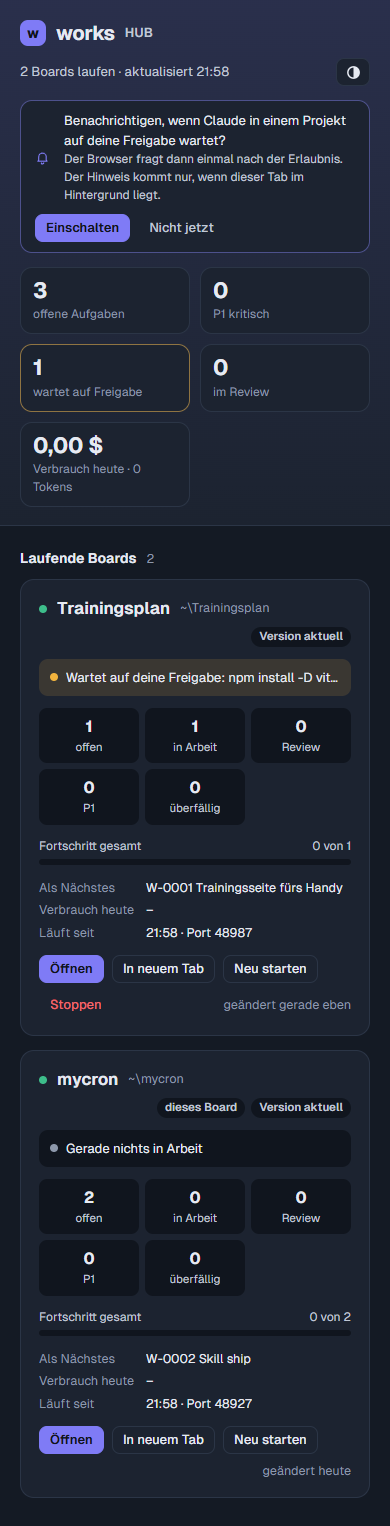 w works HUB
2 Boards laufen · aktualisiert 21:58
Benachrichtigen, wenn Claude in einem Projekt
auf deine Freigabe wartet?
Der Browser fragt dann einmal nach der Erlaubnis.
Der Hinweis kommt nur, wenn dieser Tab im
Hintergrund liegt.
Einschalten Nicht jetzt
3 0
offene Aufgaben P1 kritisch
1 0
wartet auf Freigabe im Review
0,00 $
Verbrauch heute · 0
Tokens
Laufende Boards 2
Trainingsplan ~\Trainingsplan
Version aktuell
Wartet auf deine Freigabe: npm install -D vit…
1 1 0
offen in Arbeit Review
0 0
P1 überfällig
Fortschritt gesamt 0 von 1
Als Nächstes W-0001 Trainingsseite fürs Handy
Verbrauch heute –
Läuft seit 21:58 · Port 48987
Öffnen In neuem Tab Neu starten
Stoppen geändert gerade eben
mycron ~\mycron
dieses Board Version aktuell
Gerade nichts in Arbeit
2 0 0
offen in Arbeit Review
0 0
P1 überfällig
Fortschritt gesamt 0 von 2
Als Nächstes W-0002 Skill ship
Verbrauch heute –
Läuft seit 21:58 · Port 48927
Öffnen In neuem Tab Neu starten
geändert heute